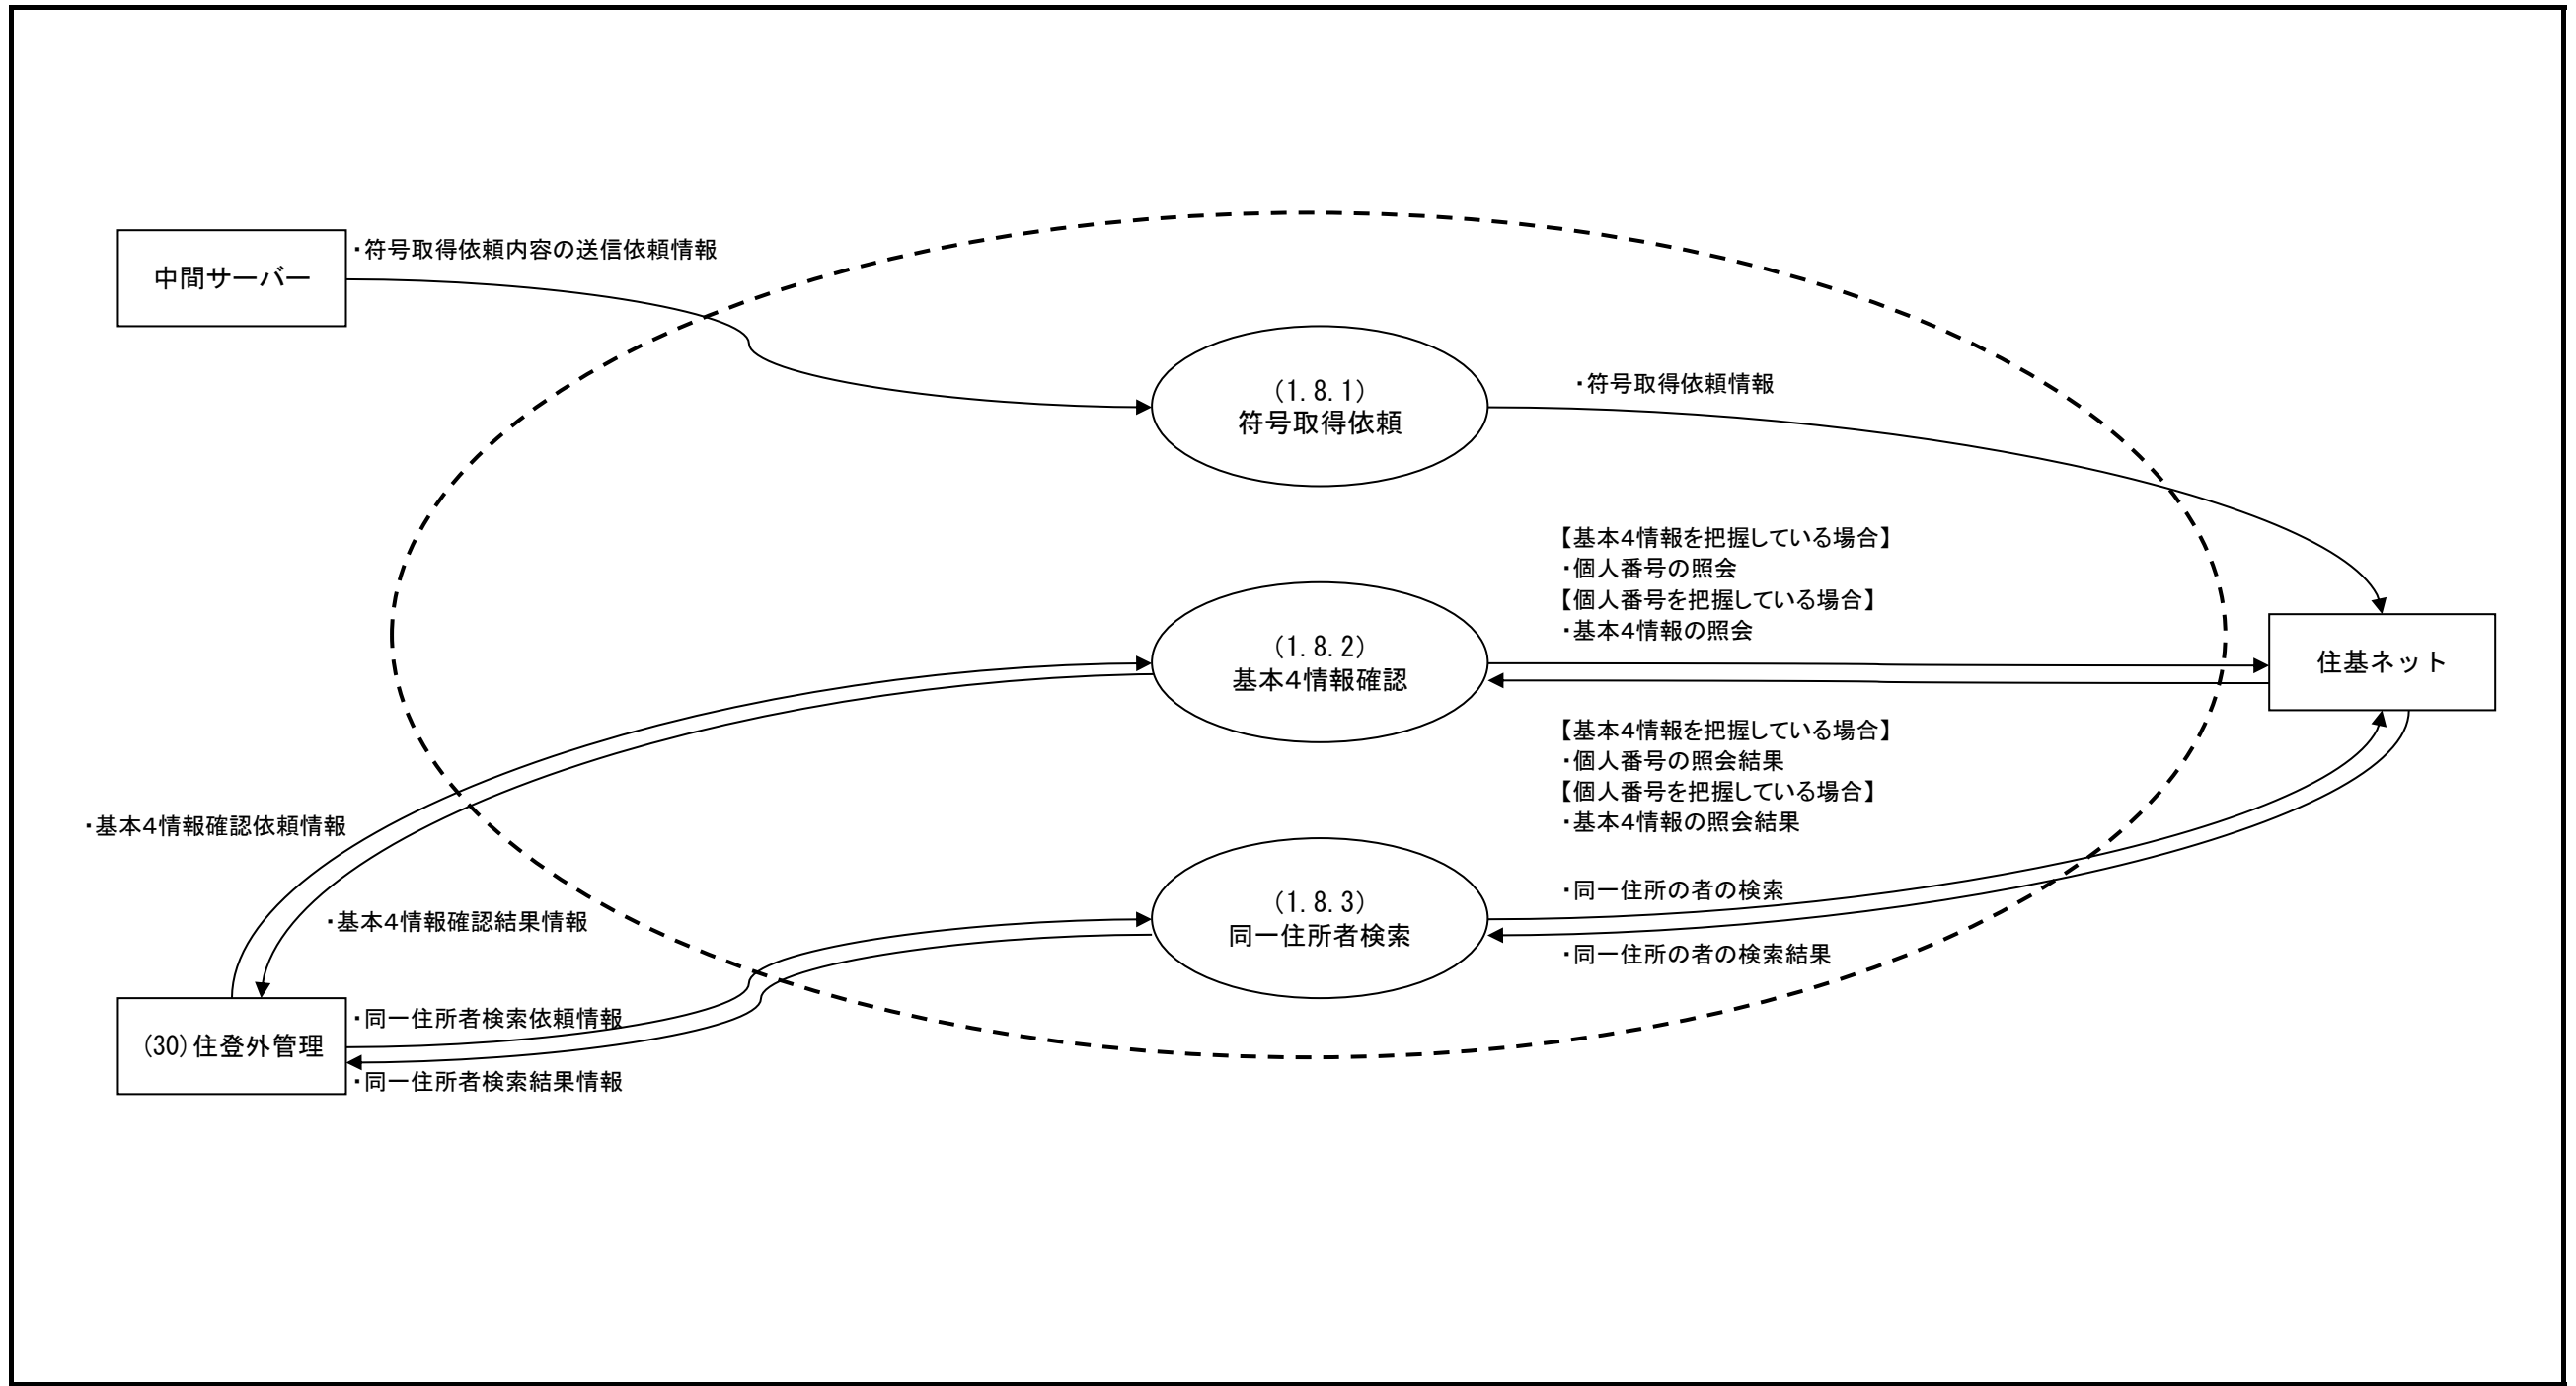 ・符号取得依頼内容の送信依頼情報
中間サーバー
(1.8.1)
符号取得依頼
・符号取得依頼情報
【基本４情報を把握している場合】
・個人番号の照会
【個人番号を把握している場合】
・基本４情報の照会
(1.8.2)
基本４情報確認
住基ネット
【基本４情報を把握している場合】
・個人番号の照会結果
【個人番号を把握している場合】
・基本４情報の照会結果
・基本４情報確認依頼情報
・基本４情報確認結果情報
(1.8.3)
同一住所者検索
・同一住所の者の検索
・同一住所の者の検索結果
・同一住所者検索依頼情報
(30)住登外管理
・同一住所者検索結果情報